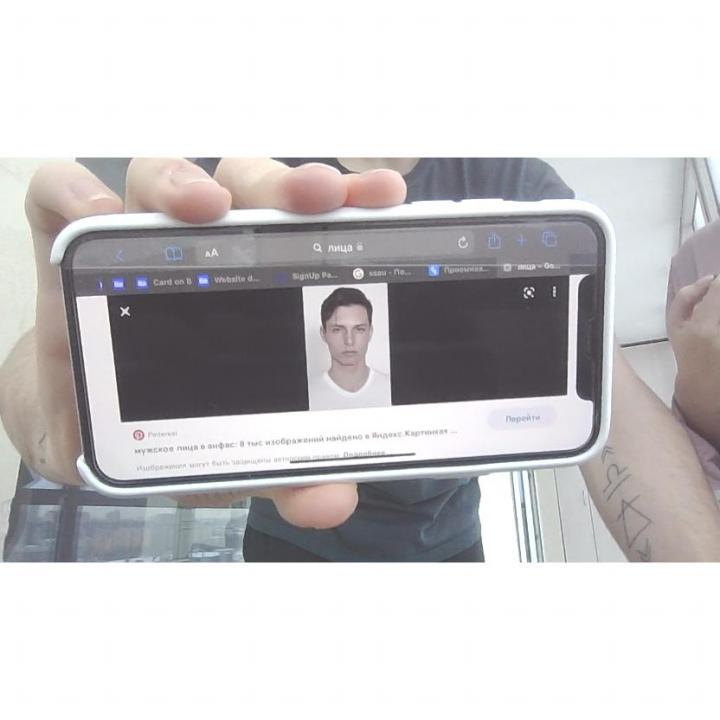 AA лица
Card on B Website d... SignUp Pa... G ssau - По... Приемная... лица – Go...
Pinterest
Перейти
мужское лица в анфас: 8 тыс изображений найдено в Яндекс.Картинках ...
Изображения могут быть защищены авторским правом. Подробнее...